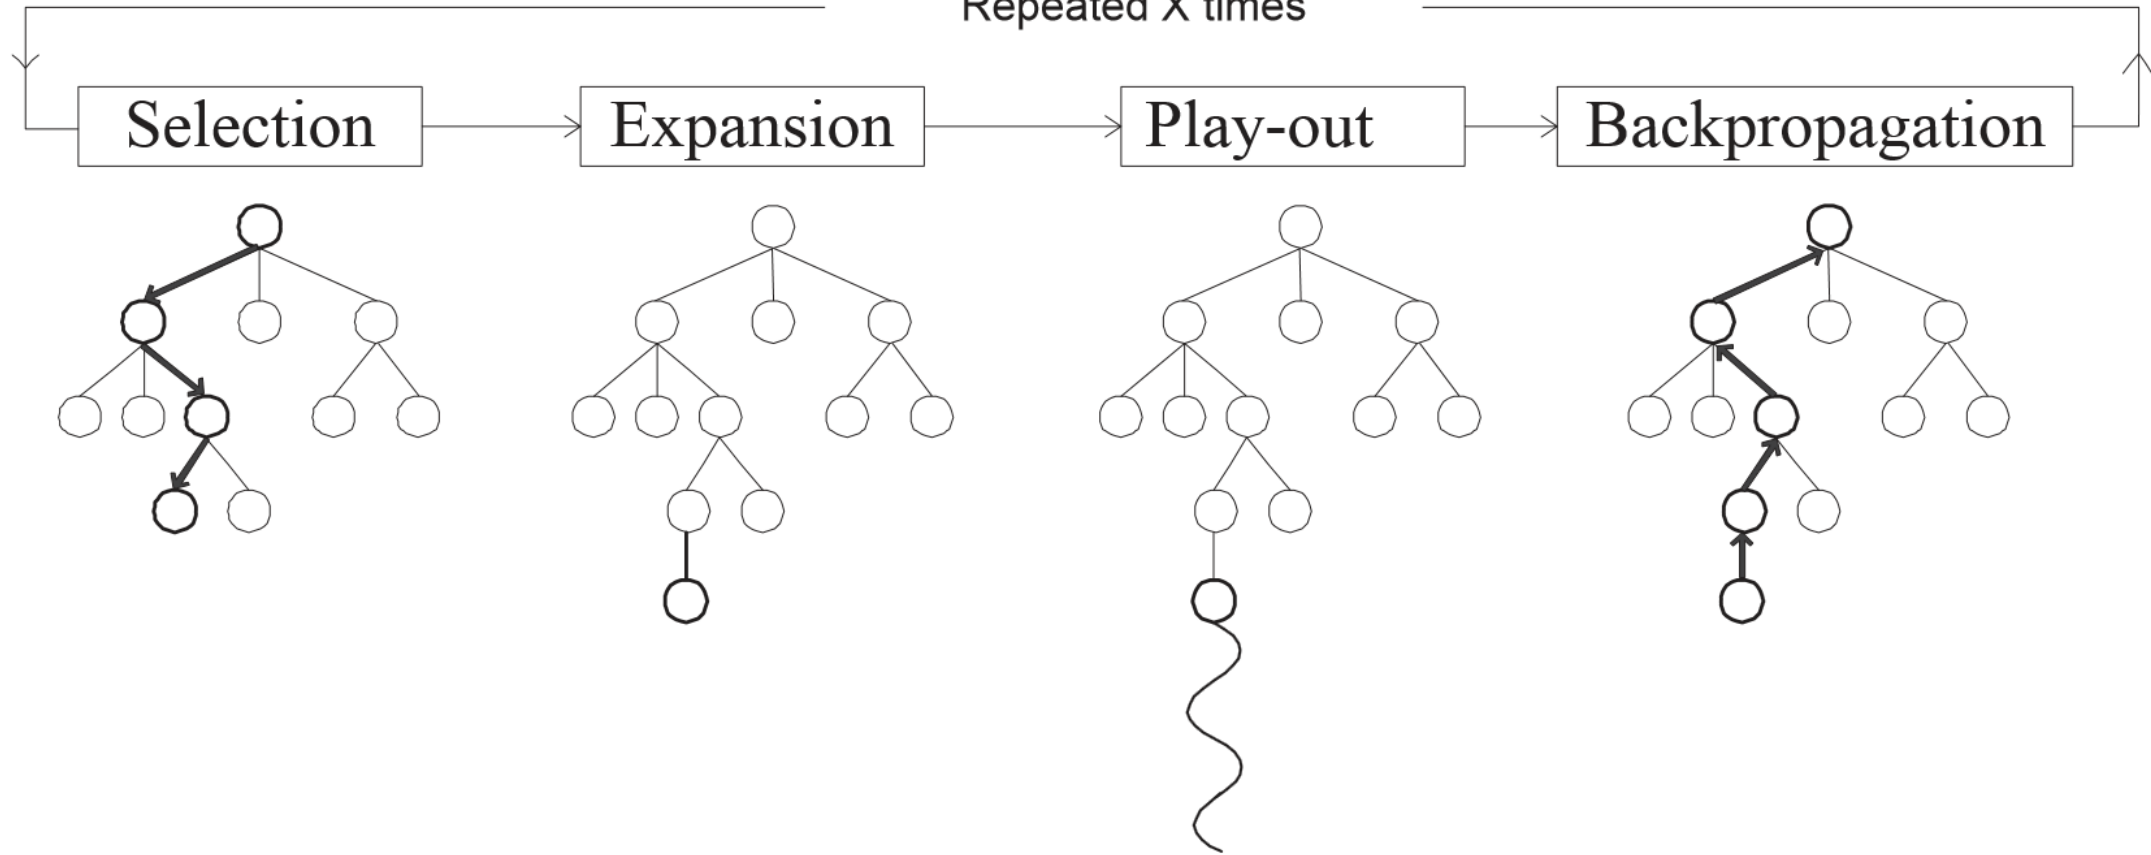 Repeated X times
Selection
Expansion
Play-out
Backpropagation